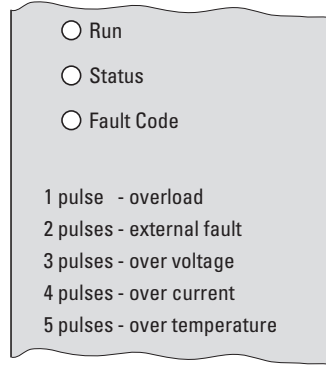 Run
Status
Fault Code
1 pulse - overload
2 pulses - external fault
3 pulses - over voltage
4 pulses - over current
5 pulses - over temperature